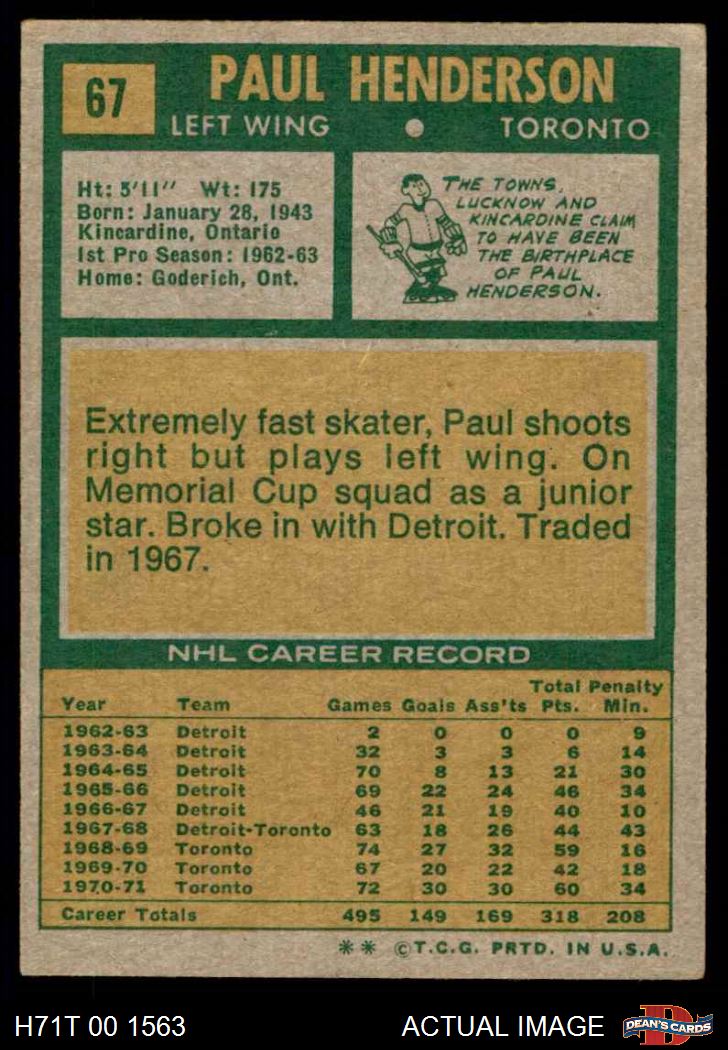 67
PAUL HENDERSON
LEFT WING • TORONTO
Ht: 5'11" Wt: 175
Born: January 28, 1943
Kincardine, Ontario
1st Pro Season: 1962-63
Home: Goderich, Ont.
THE TOWNS,
LUCKNOW AND
KINCARDINE CLAIM
TO HAVE BEEN
THE BIRTHPLACE
OF PAUL
HENDERSON.
Extremely fast skater, Paul shoots
right but plays left wing. On
Memorial Cup squad as a junior
star. Broke in with Detroit. Traded
in 1967.
NHL CAREER RECORD
Total Penalty
Year Team Games Goals Ass'ts Pts. Min.
1962-63 Detroit 2 0 0 0 9
1963-64 Detroit 32 3 3 6 14
1964-65 Detroit 70 8 13 21 30
1965-66 Detroit 69 22 24 46 34
1966-67 Detroit 46 21 19 40 10
1967-68 Detroit-Toronto 63 18 26 44 43
1968-69 Toronto 74 27 32 59 16
1969-70 Toronto 67 20 22 42 18
1970-71 Toronto 72 30 30 60 34
Career Totals 495 149 169 318 208
** ©T.C.G. PRTD. IN U.S.A.
H71T 00 1563 ACTUAL IMAGE
D
DEAN'S CARDS